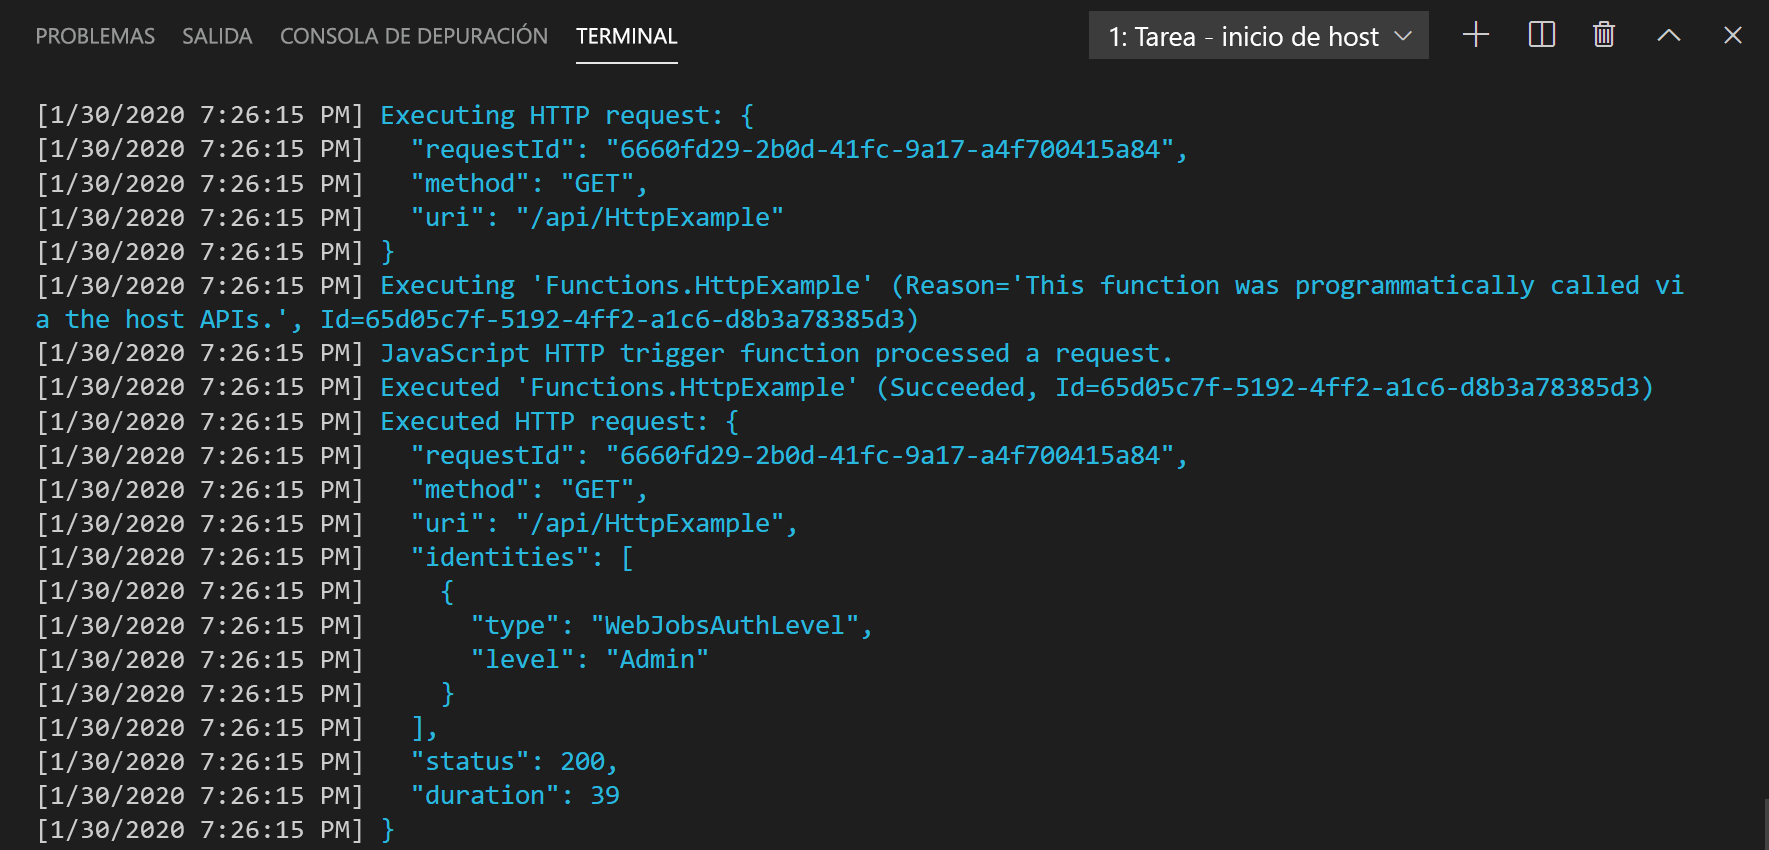 PROBLEMAS SALIDA CONSOLA DE DEPURACIÓN TERMINAL 1: Tarea - inicio de host
[1/30/2020 7:26:15 PM] Executing HTTP request: {
[1/30/2020 7:26:15 PM]   "requestId": "6660fd29-2b0d-41fc-9a17-a4f700415a84",
[1/30/2020 7:26:15 PM]   "method": "GET",
[1/30/2020 7:26:15 PM]   "uri": "/api/HttpExample"
[1/30/2020 7:26:15 PM] }
[1/30/2020 7:26:15 PM] Executing 'Functions.HttpExample' (Reason='This function was programmatically called vi
a the host APIs.', Id=65d05c7f-5192-4ff2-a1c6-d8b3a78385d3)
[1/30/2020 7:26:15 PM] JavaScript HTTP trigger function processed a request.
[1/30/2020 7:26:15 PM] Executed 'Functions.HttpExample' (Succeeded, Id=65d05c7f-5192-4ff2-a1c6-d8b3a78385d3)
[1/30/2020 7:26:15 PM] Executed HTTP request: {
[1/30/2020 7:26:15 PM]   "requestId": "6660fd29-2b0d-41fc-9a17-a4f700415a84",
[1/30/2020 7:26:15 PM]   "method": "GET",
[1/30/2020 7:26:15 PM]   "uri": "/api/HttpExample",
[1/30/2020 7:26:15 PM]   "identities": [
[1/30/2020 7:26:15 PM]     {
[1/30/2020 7:26:15 PM]       "type": "WebJobsAuthLevel",
[1/30/2020 7:26:15 PM]       "level": "Admin"
[1/30/2020 7:26:15 PM]     }
[1/30/2020 7:26:15 PM]   ],
[1/30/2020 7:26:15 PM]   "status": 200,
[1/30/2020 7:26:15 PM]   "duration": 39
[1/30/2020 7:26:15 PM] }